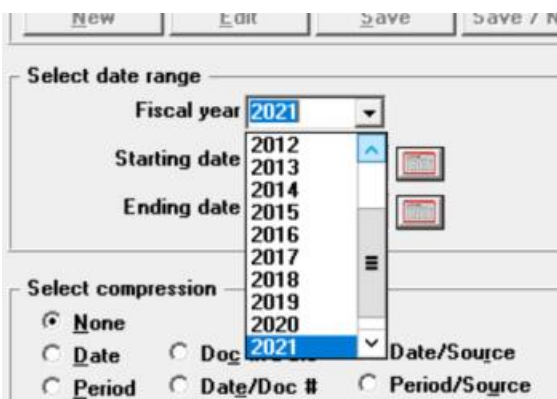 New Edit Save Save / N
Select date range
Fiscal year 2021
2012
Starting date 2013
2014
Ending date 2015
2016
2017
Select compression 2018
2019
None 2020
Date Doc 2021 Date/Source
Period Date/Doc # Period/Source